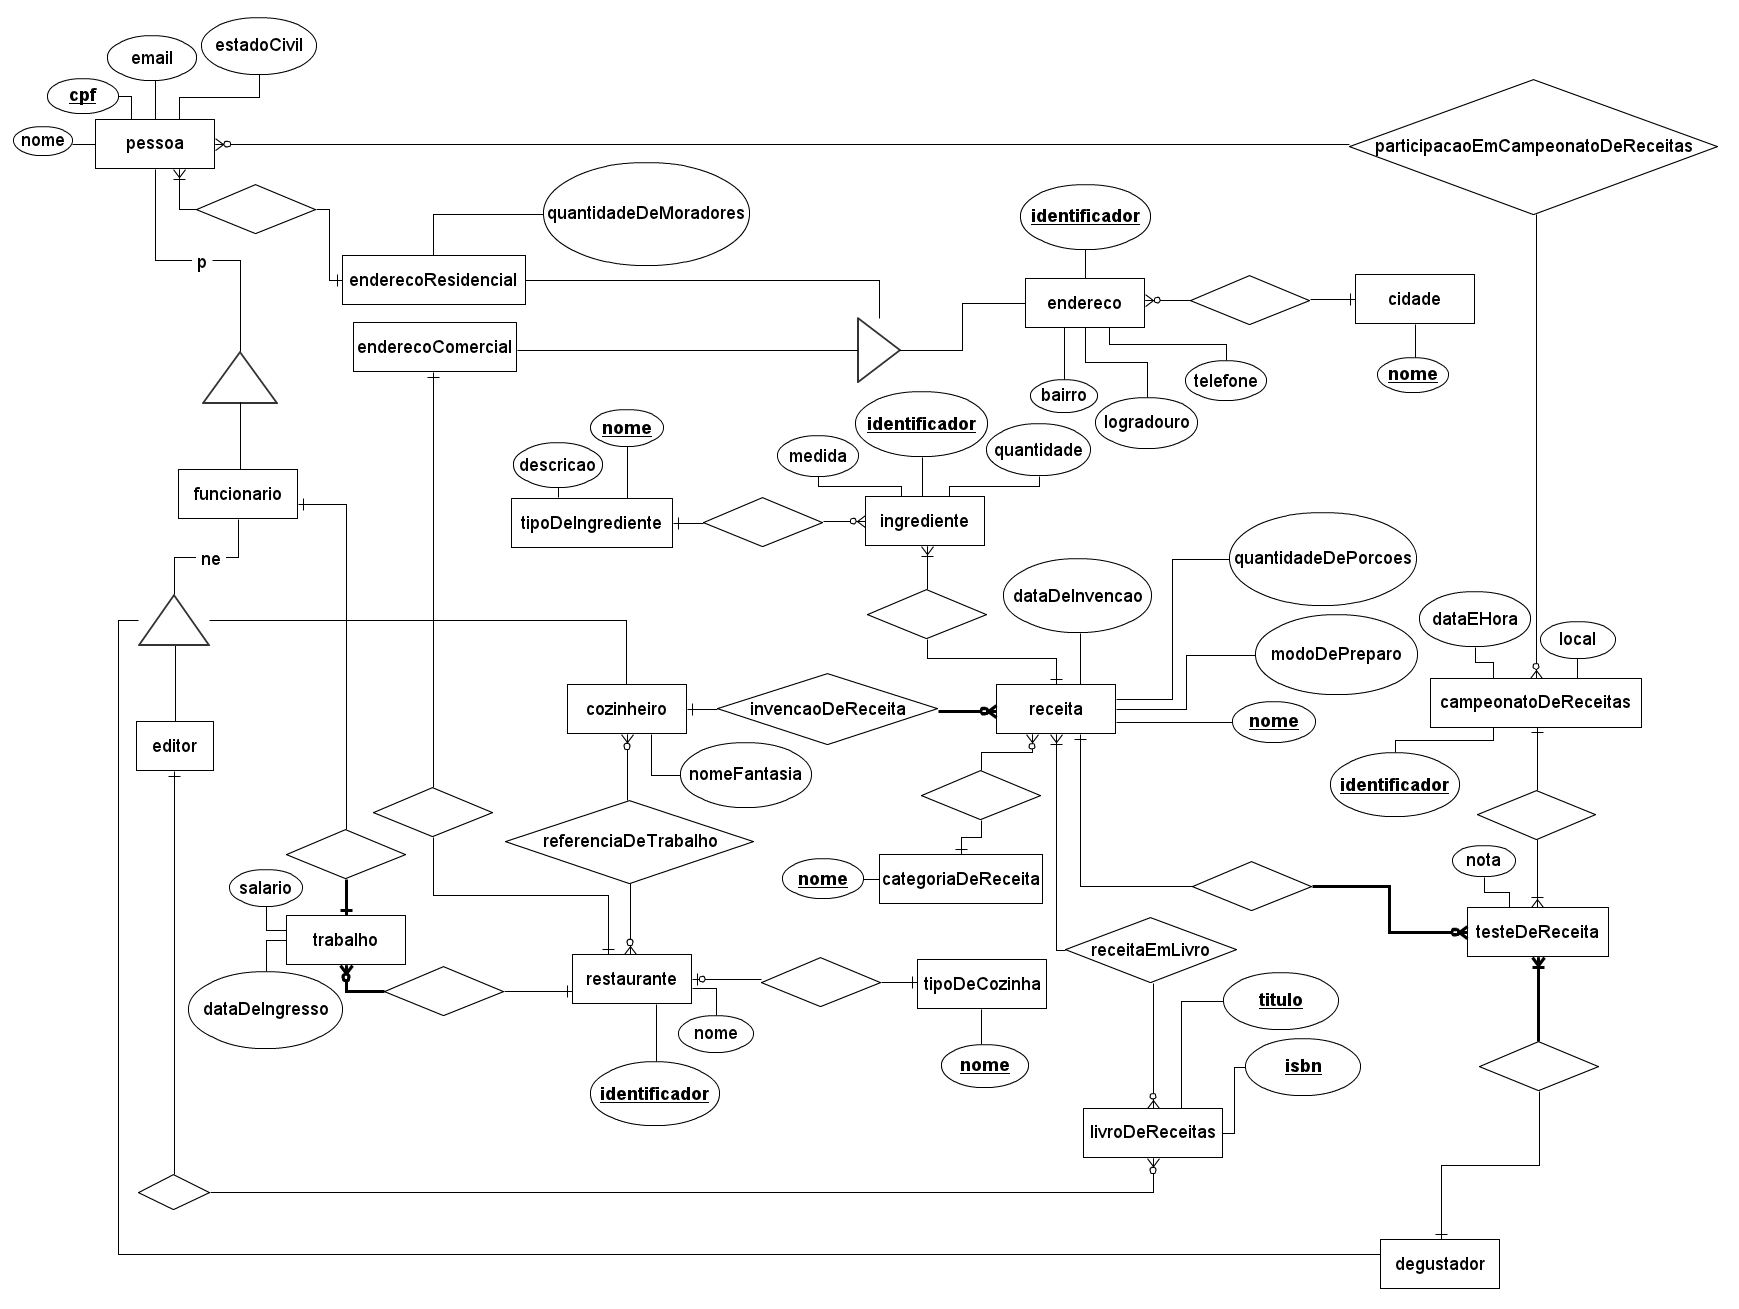 estadoCivil
email
cpf
nome
pessoa
participacaoEmCampeonatoDeReceitas
quantidadeDeMoradores
identificador
p
enderecoResidencial
endereco
cidade
enderecoComercial
nome
telefone
bairro
logradouro
identificador
nome
quantidade
medida
descricao
funcionario
tipoDeIngrediente
ingrediente
ne
quantidadeDePorcoes
dataDeInvencao
dataEHora
local
modoDePreparo
cozinheiro
invencaoDeReceita
receita
nome
campeonatoDeReceitas
editor
nomeFantasia
identificador
referenciaDeTrabalho
nota
salario
nome
categoriaDeReceita
trabalho
testeDeReceita
receitaEmLivro
restaurante
tipoDeCozinha
dataDeIngresso
nome
titulo
nome
isbn
identificador
livroDeReceitas
degustador